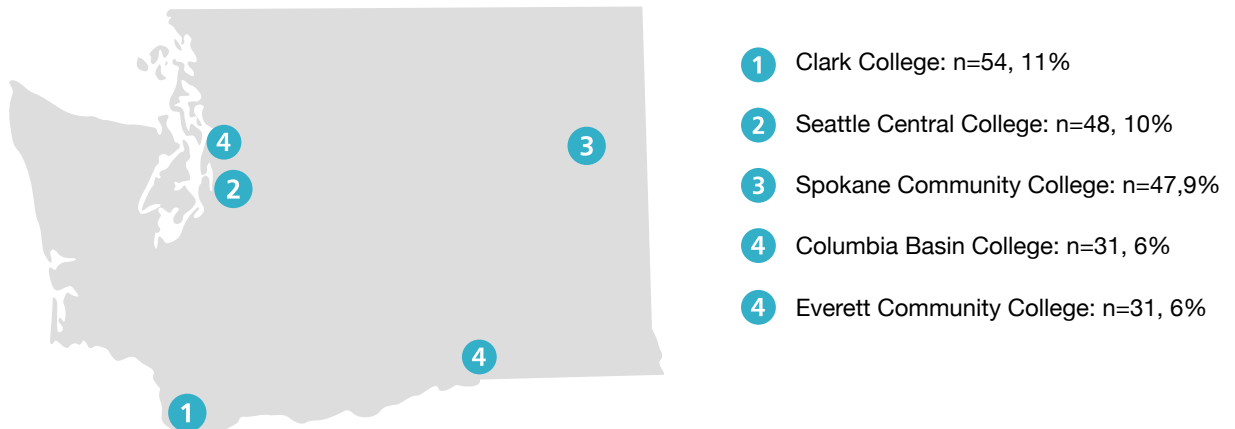 4
3
2
4
1
1 Clark College: n=54, 11%
2 Seattle Central College: n=48, 10%
3 Spokane Community College: n=47,9%
4 Columbia Basin College: n=31, 6%
4 Everett Community College: n=31, 6%